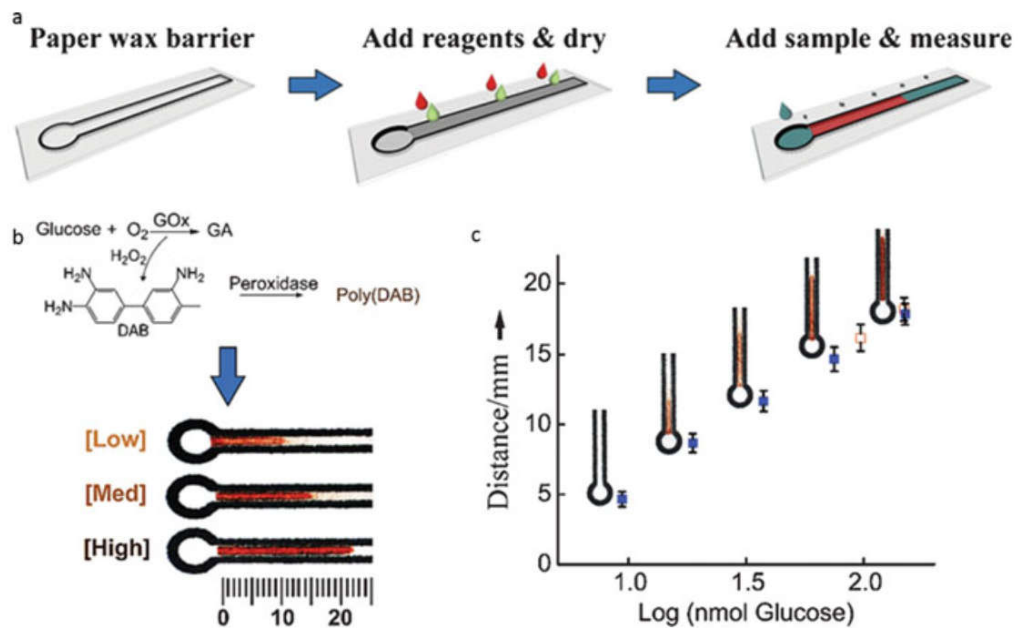 a
Paper wax barrier
Add reagents & dry
Add sample & measure
b
Glucose + O₂ GOx GA
H₂O₂
H₂N
NH₂
H₂N
DAB
Peroxidase
Poly(DAB)
[Low]
[Med]
[High]
0 10 20
c
20
15
10
5
0
Distance/mm
1.0 1.5 2.0
Log (nmol Glucose)